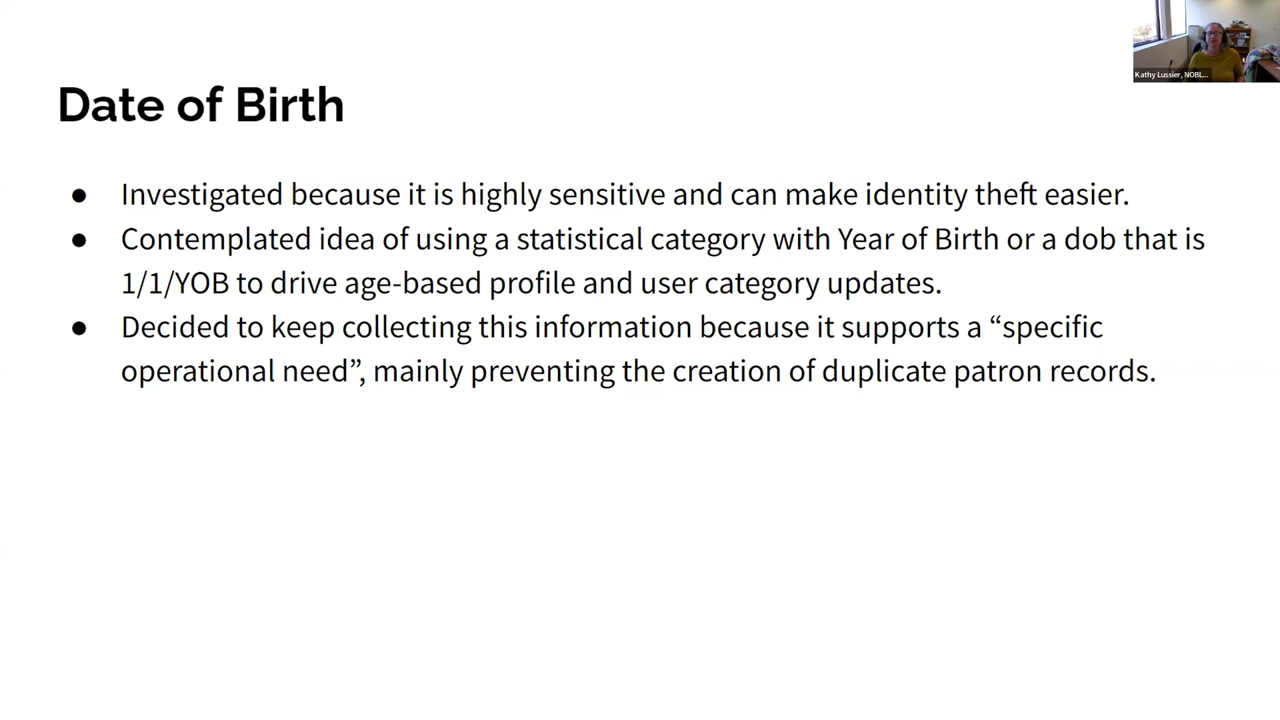 Kathy Lussier, NOBL...
Date of Birth
● Investigated because it is highly sensitive and can make identity theft easier.
● Contemplated idea of using a statistical category with Year of Birth or a dob that is
1/1/YOB to drive age-based profile and user category updates.
● Decided to keep collecting this information because it supports a “specific
operational need”, mainly preventing the creation of duplicate patron records.